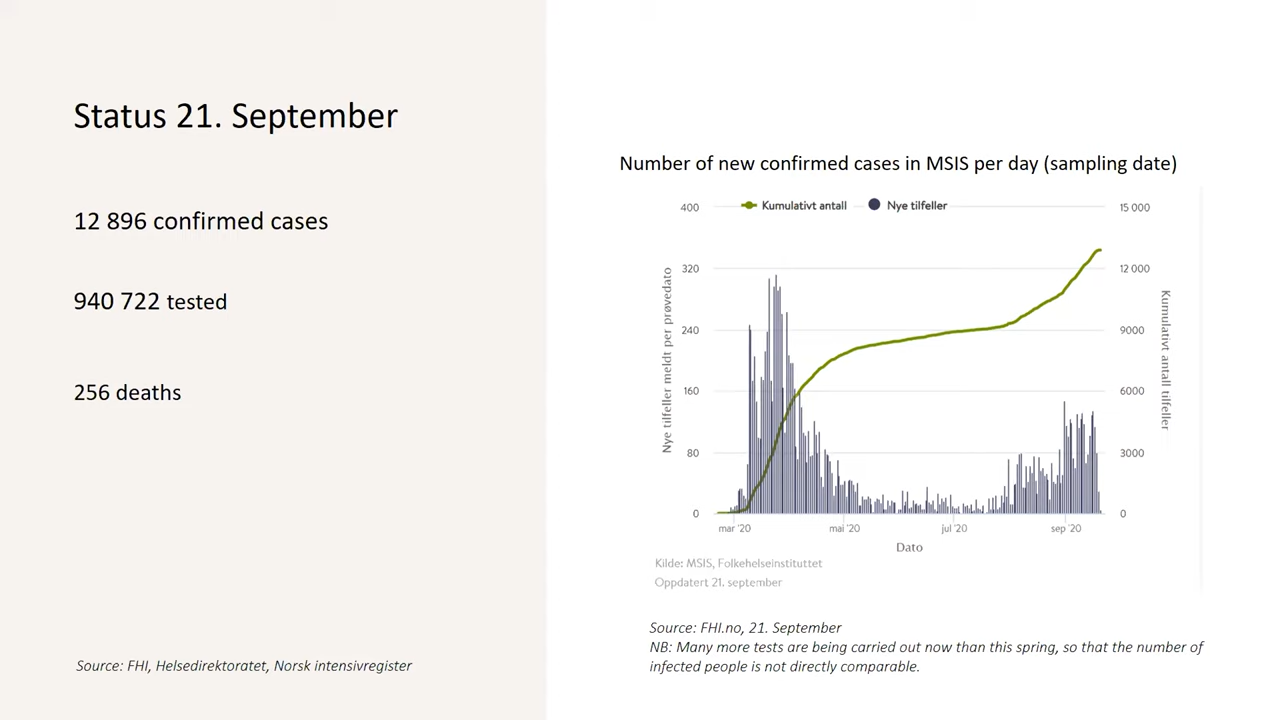 Status 21. September
12 896 confirmed cases
940 722 tested
256 deaths
Source: FHI, Helsedirektoratet, Norsk intensivregister
Number of new confirmed cases in MSIS per day (sampling date)
Kumulativt antall
Nye tilfeller
400
320
240
160
80
0
15 000
12 000
9000
6000
3000
0
Nye tilfeller meldt per prøvedato
Kumulativt antall tilfeller
mar '20
mai '20
jul '20
sep '20
Dato
Kilde: MSIS, Folkehelseinstituttet
Oppdatert 21. september
Source: FHI.no, 21. September
NB: Many more tests are being carried out now than this spring, so that the number of
infected people is not directly comparable.